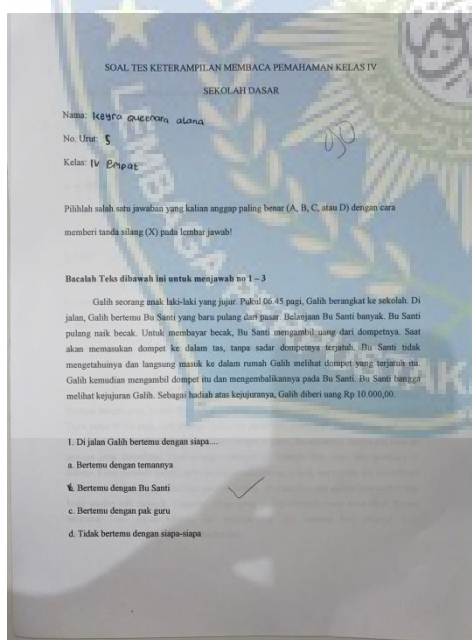 SOAL TES KETERAMPILAN MEMBACA PEMAHAMAN KELAS IV
SEKOLAH DASAR
Nama: keyra queenara alana
No. Urut: 5
Kelas: IV Empat
90
Pilihlah salah satu jawaban yang kalian anggap paling benar (A, B, C, atau D) dengan cara
memberi tanda silang (X) pada lembar jawab!
Bacalah Teks dibawah ini untuk menjawab no 1 – 3
Galih seorang anak laki-laki yang jujur. Pukul 06.45 pagi, Galih berangkat ke sekolah. Di
jalan, Galih bertemu Bu Santi yang baru pulang dari pasar. Belanjaan Bu Santi banyak. Bu Santi
pulang naik becak. Untuk membayar becak, Bu Santi mengambil uang dari dompetnya. Saat
akan memasukan dompet ke dalam tas, tanpa sadar dompetnya terjatuh. Bu Santi tidak
mengetahuinya dan langsung masuk ke dalam rumah Galih melihat dompet yang terjatuh itu.
Galih kemudian mengambil dompet itu dan mengembalikannya pada Bu Santi. Bu Santi bangga
melihat kejujuran Galih. Sebagai hadiah atas kejujuranya, Galih diberi uang Rp 10.000,00.
1. Di jalan Galih bertemu dengan siapa....
a. Bertemu dengan temannya
b. Bertemu dengan Bu Santi
c. Bertemu dengan pak guru
d. Tidak bertemu dengan siapa-siapa